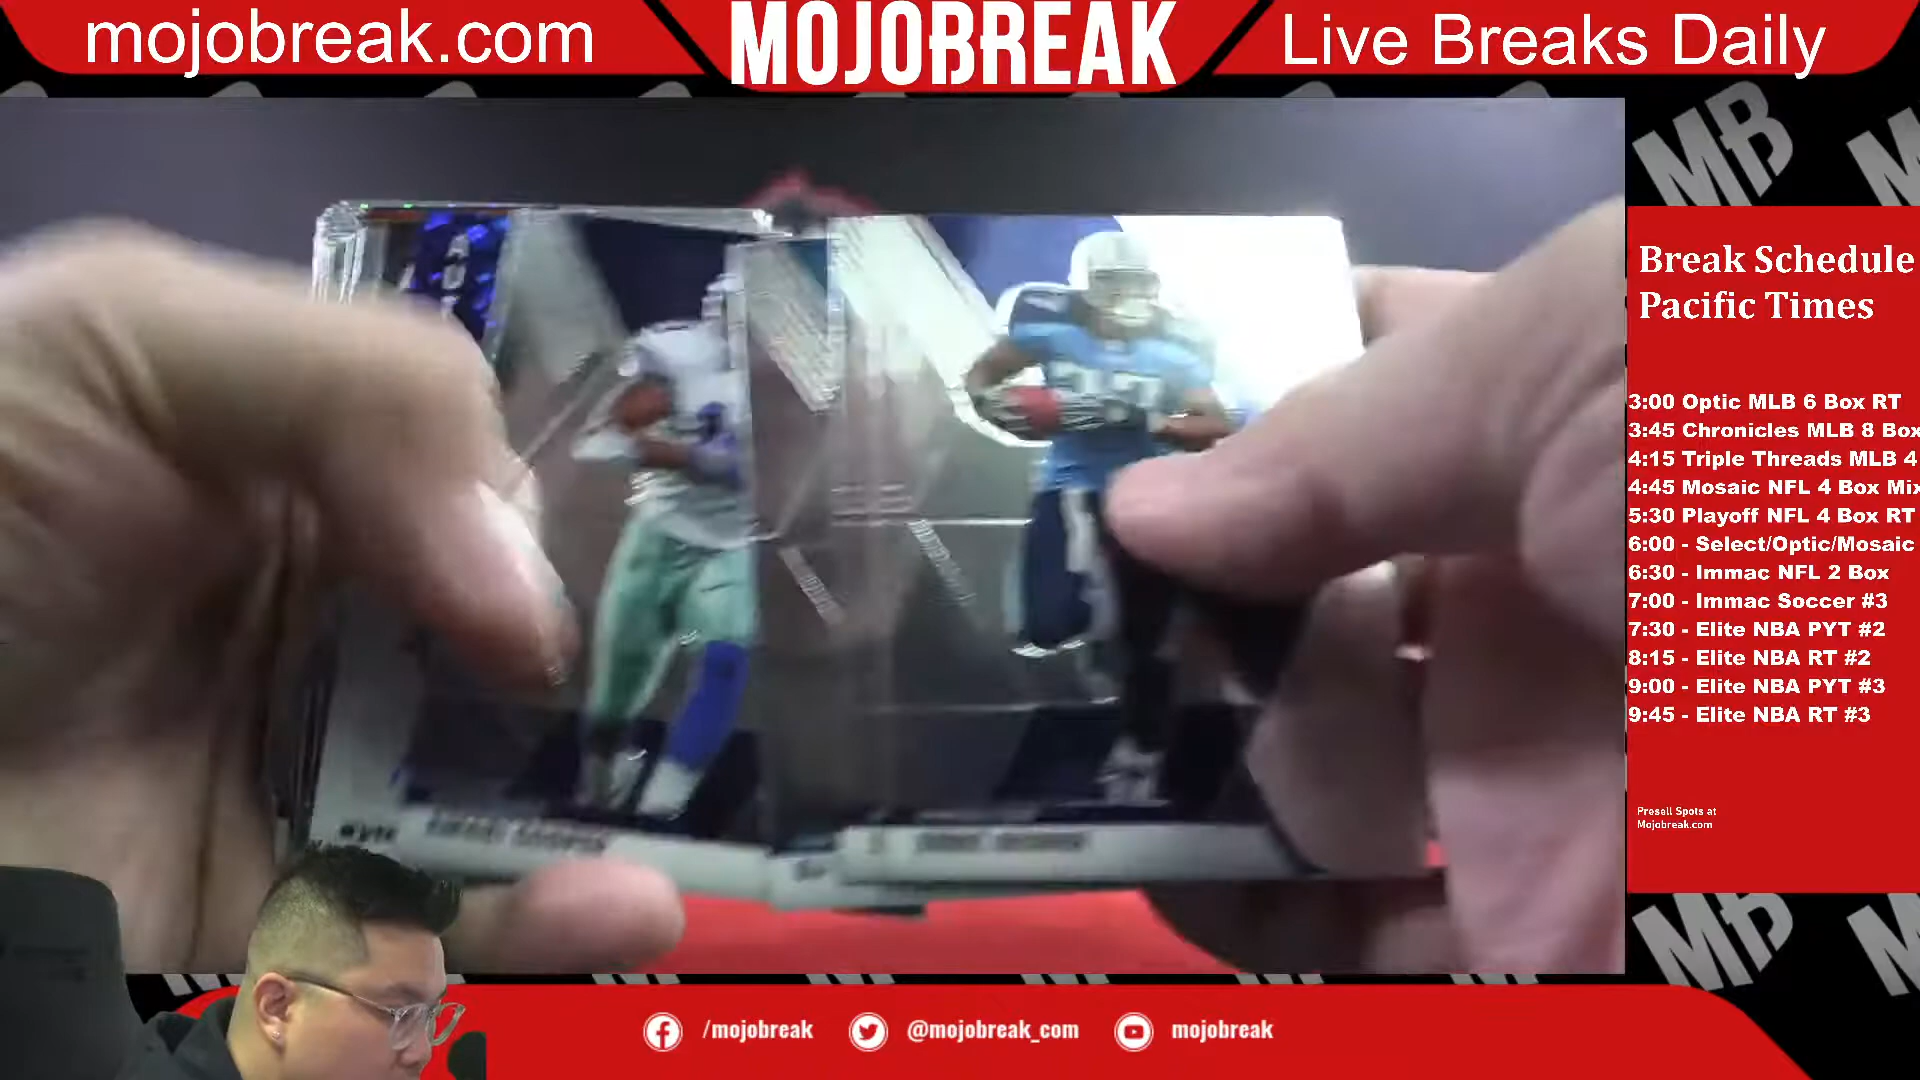 mojobreak.com
MOJOBREAK
Live Breaks Daily
Break Schedule
Pacific Times
3:00 Optic MLB 6 Box RT
3:45 Chronicles MLB 8 Box
4:15 Triple Threads MLB 4
4:45 Mosaic NFL 4 Box Mix
5:30 Playoff NFL 4 Box RT
6:00 - Select/Optic/Mosaic
6:30 - Immac NFL 2 Box
7:00 - Immac Soccer #3
7:30 - Elite NBA PYT #2
8:15 - Elite NBA RT #2
9:00 - Elite NBA PYT #3
9:45 - Elite NBA RT #3
Presell Spots at
Mojobreak.com
MB
MB
/mojobreak
@mojobreak_com
mojobreak